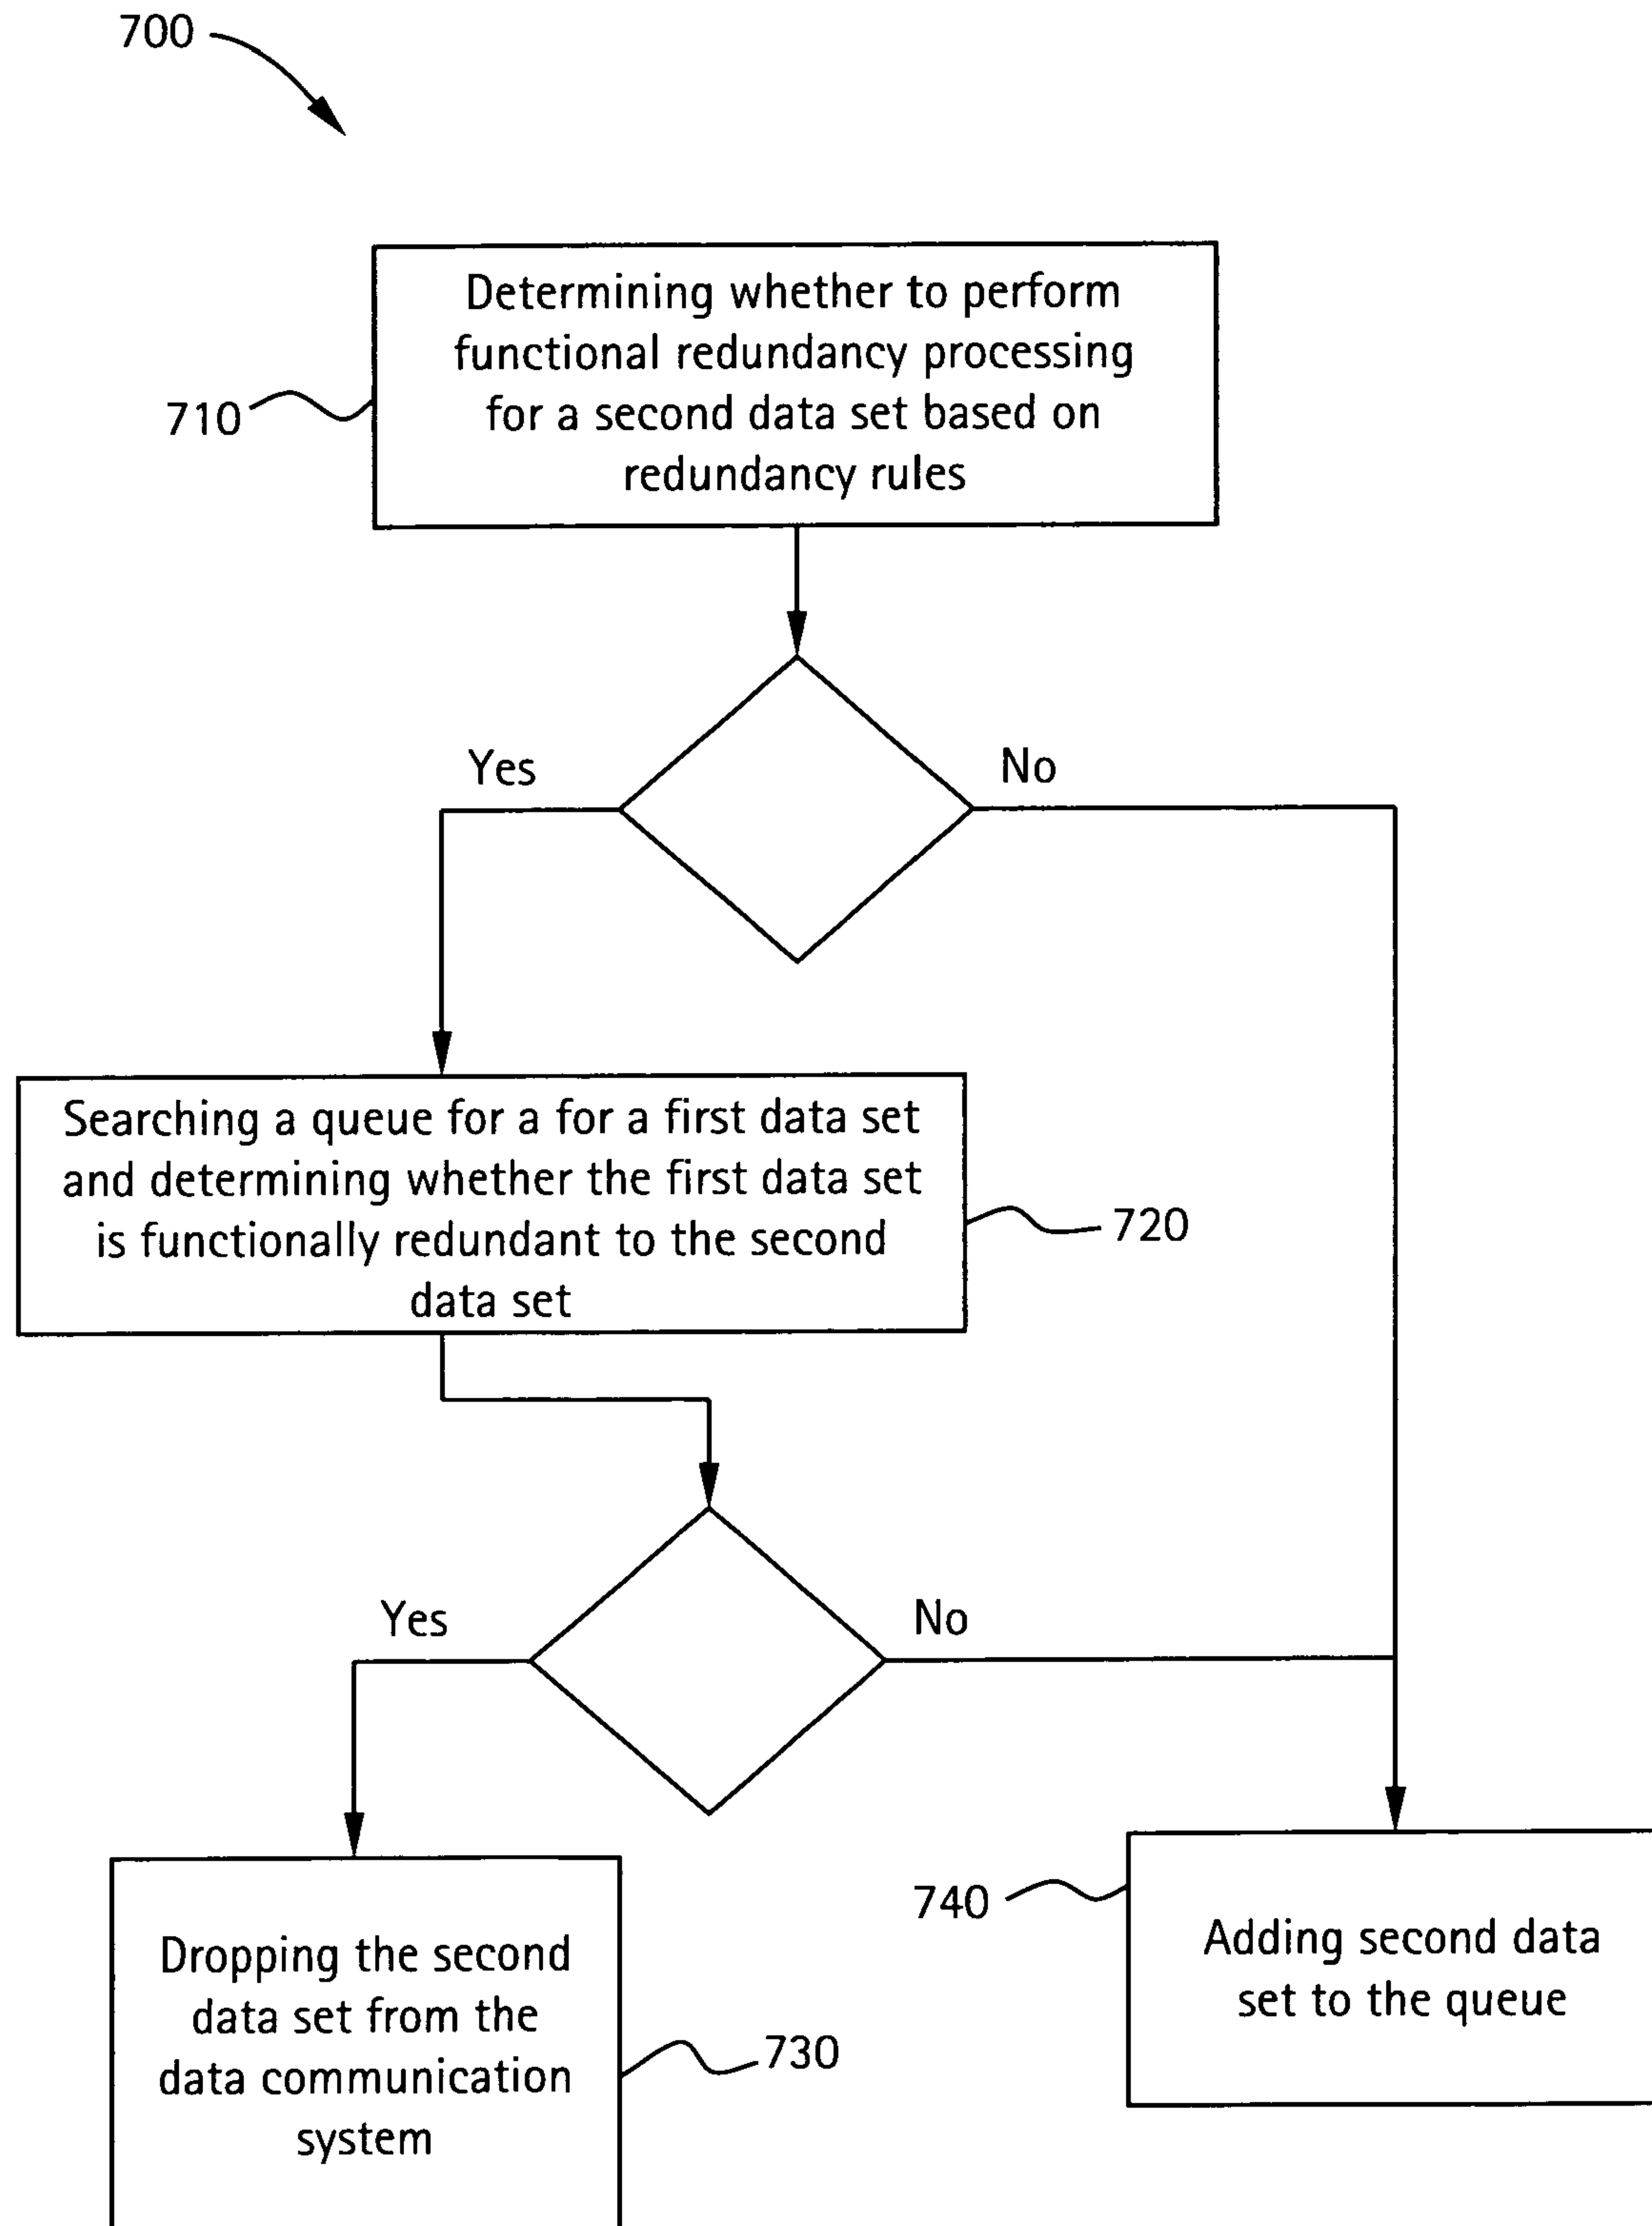 700
Determining whether to perform
functional redundancy processing
for a second data set based on
redundancy rules
710
Yes
No
Searching a queue for a for a first data set
and determining whether the first data set
is functionally redundant to the second
data set
720
Yes
No
740
Adding second data
set to the queue
Dropping the second
data set from the
data communication
system
730